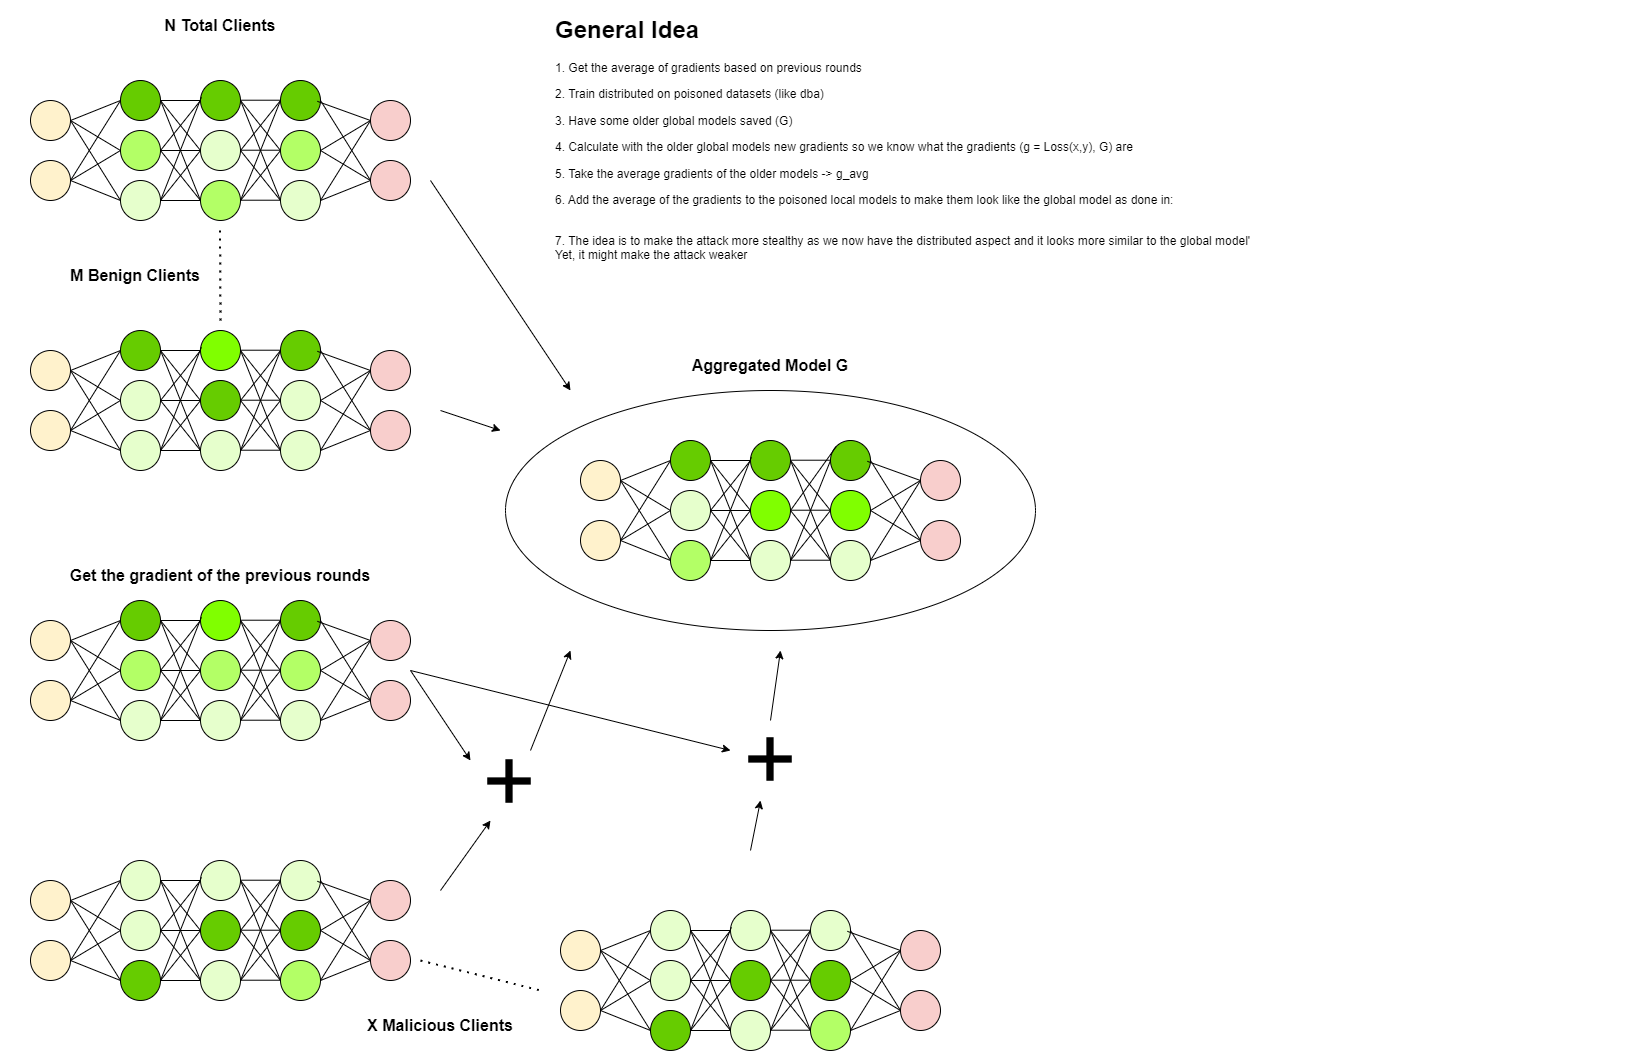 N Total Clients
General Idea
1. Get the average of gradients based on previous rounds
2. Train distributed on poisoned datasets (like dba)
3. Have some older global models saved (G)
4. Calculate with the older global models new gradients so we know what the gradients (g = Loss(x,y), G) are
5. Take the average gradients of the older models -> g_avg
6. Add the average of the gradients to the poisoned local models to make them look like the global model as done in:
7. The idea is to make the attack more stealthy as we now have the distributed aspect and it looks more similar to the global model'
Yet, it might make the attack weaker
M Benign Clients
Aggregated Model G
Get the gradient of the previous rounds
+
+
X Malicious Clients